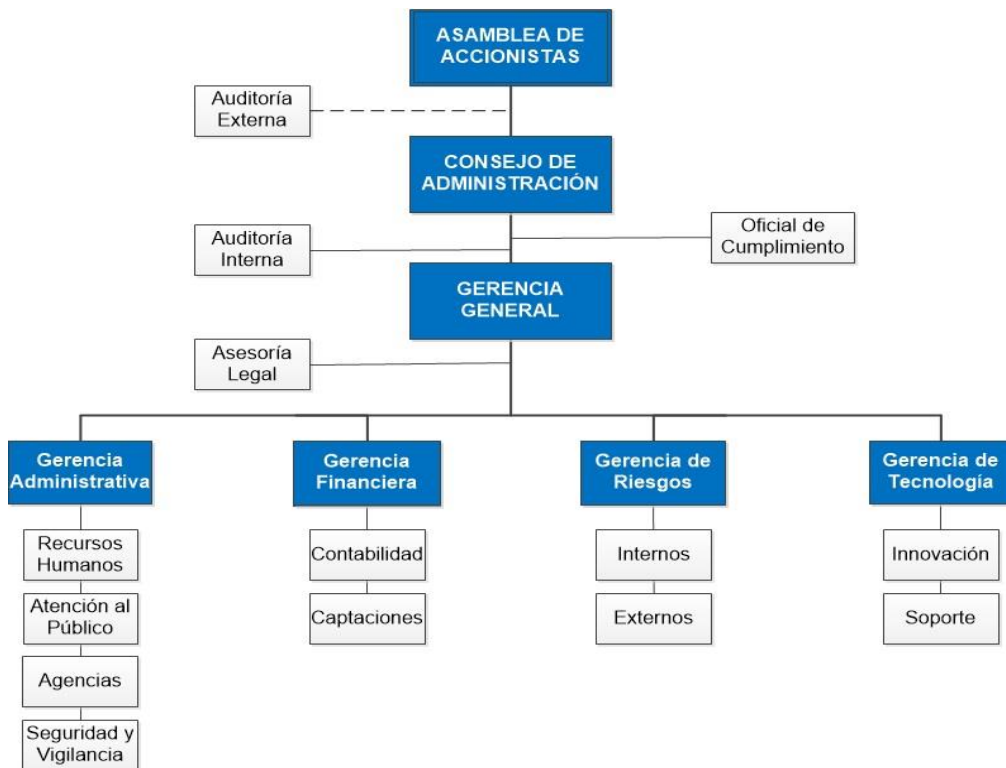 ASAMBLEA DE
ACCIONISTAS
Auditoría
Externa
CONSEJO DE
ADMINISTRACIÓN
Auditoría
Interna
Oficial de
Cumplimiento
GERENCIA
GENERAL
Asesoría
Legal
Gerencia
Administrativa
Gerencia
Financiera
Gerencia de
Riesgos
Gerencia de
Tecnología
Recursos
Humanos
Atención al
Público
Agencias
Seguridad y
Vigilancia
Contabilidad
Captaciones
Internos
Externos
Innovación
Soporte